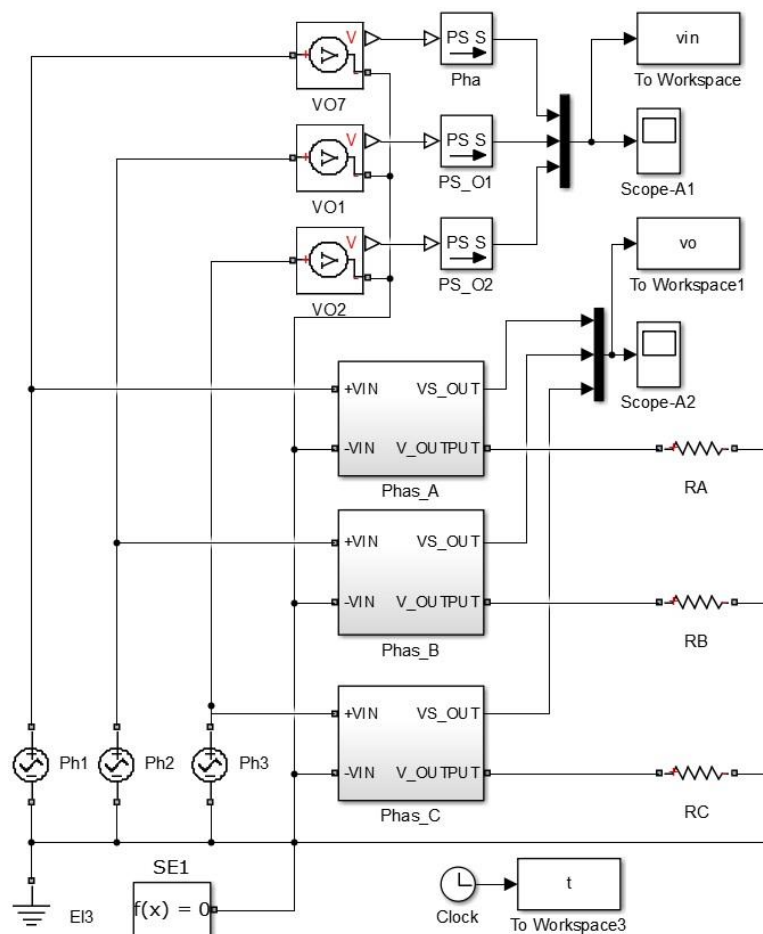 V
+
-
VO7
PS S
Pha
vin
To Workspace
V
+
-
VO1
PS S
PS_O1
Scope-A1
V
+
-
VO2
PS S
PS_O2
vo
To Workspace1
Scope-A2
+VIN VS_OUT
-VIN V_OUTPUT
Phas_A
RA
+VIN VS_OUT
-VIN V_OUTPUT
Phas_B
RB
+VIN VS_OUT
-VIN V_OUTPUT
Phas_C
RC
Ph1
Ph2
Ph3
EI3
SE1
f(x) = 0
Clock
t
To Workspace3